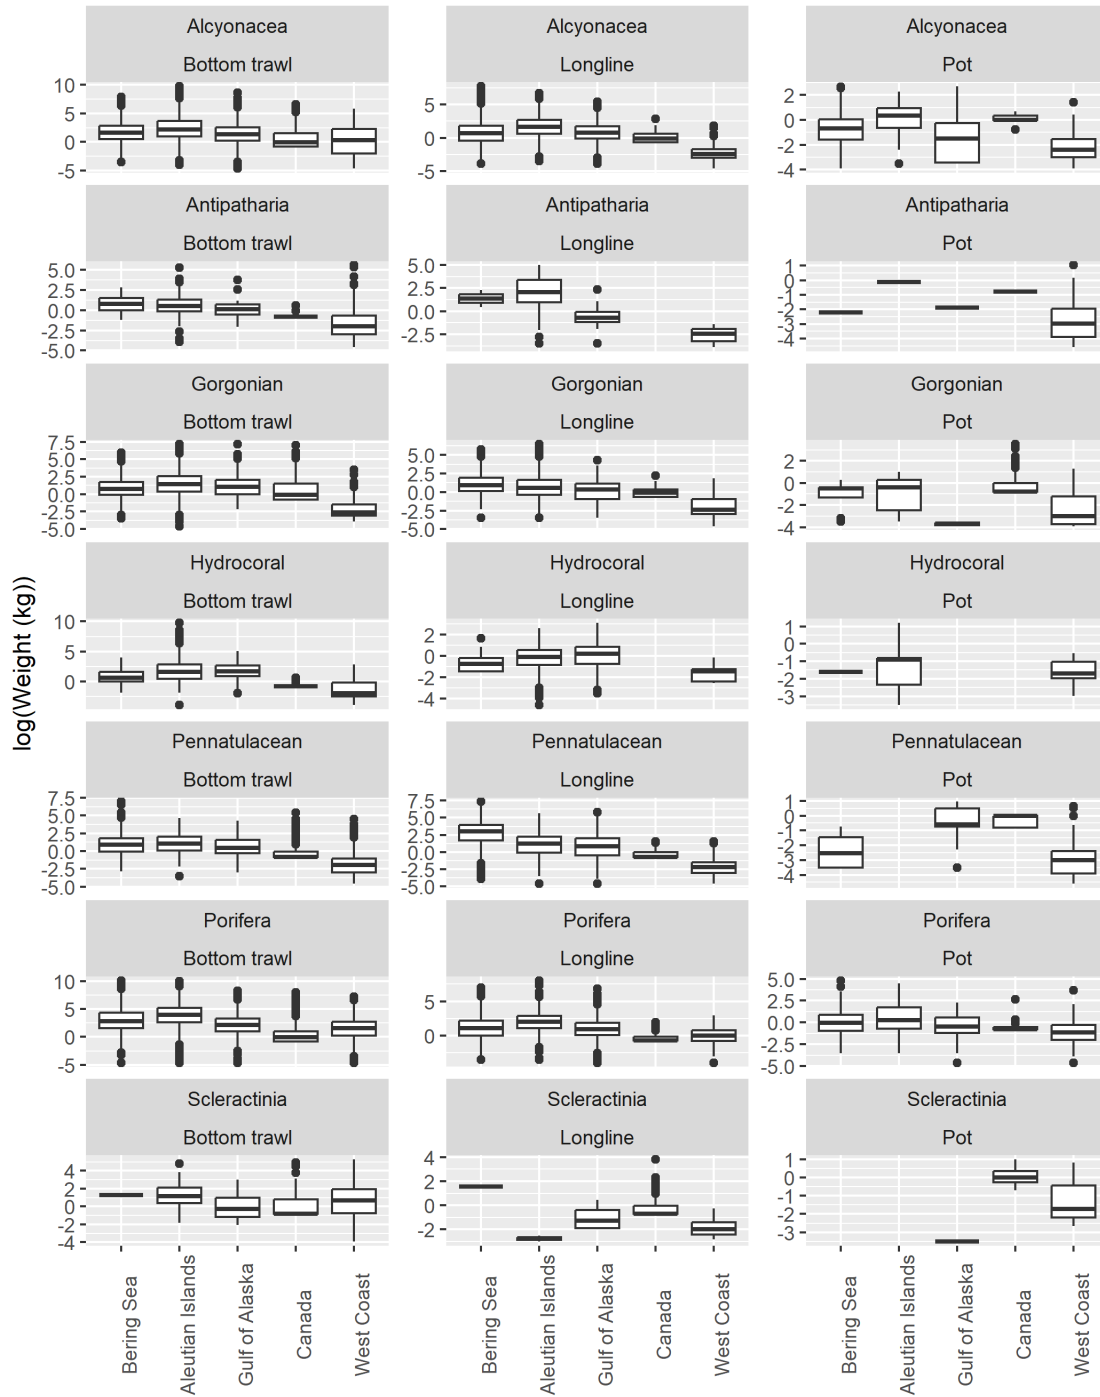 Alcyonacea
Bottom trawl
10
5
0
-5
Alcyonacea
Longline
5
0
-5
Alcyonacea
Pot
2
0
-2
-4
Antipatharia
Bottom trawl
5.0
2.5
0.0
-2.5
-5.0
Antipatharia
Longline
5.0
2.5
0.0
-2.5
Antipatharia
Pot
1
0
-1
-2
-3
-4
Gorgonian
Bottom trawl
7.5
5.0
2.5
0.0
-2.5
-5.0
Gorgonian
Longline
5.0
2.5
0.0
-2.5
-5.0
Gorgonian
Pot
2
0
-2
-4
log(Weight (kg))
Hydrocoral
Bottom trawl
10
5
0
Hydrocoral
Longline
2
0
-2
-4
Hydrocoral
Pot
1
0
-1
-2
-3
Pennatulacean
Bottom trawl
7.5
5.0
2.5
0.0
-2.5
-5.0
Pennatulacean
Longline
7.5
5.0
2.5
0.0
-2.5
-5.0
Pennatulacean
Pot
1
0
-1
-2
-3
-4
Porifera
Bottom trawl
10
5
0
-5
Porifera
Longline
5
0
Porifera
Pot
5.0
2.5
0.0
-2.5
-5.0
Scleractinia
Bottom trawl
4
2
0
-2
-4
Scleractinia
Longline
4
2
0
-2
Scleractinia
Pot
1
0
-1
-2
-3
Bering Sea
Aleutian Islands
Gulf of Alaska
Canada
West Coast
Bering Sea
Aleutian Islands
Gulf of Alaska
Canada
West Coast
Bering Sea
Aleutian Islands
Gulf of Alaska
Canada
West Coast